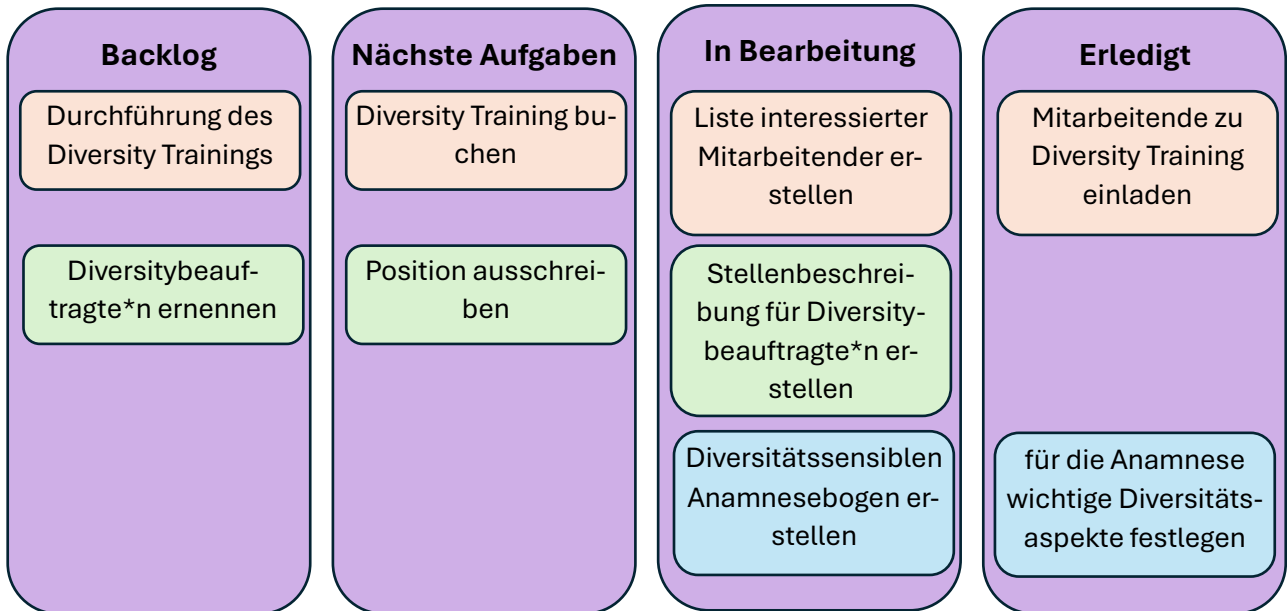 Backlog
Durchführung des
Diversity Trainings
Diversitybeauf-
tragte*n ernennen
Nächste Aufgaben
Diversity Training bu-
chen
Position ausschrei-
ben
In Bearbeitung
Liste interessierter
Mitarbeitender er-
stellen
Stellenbeschrei-
bung für Diversity-
beauftragte*n er-
stellen
Diversitätssensiblen
Anamnesebogen er-
stellen
Erledigt
Mitarbeitende zu
Diversity Training
einladen
für die Anamnese
wichtige Diversitäts-
aspekte festlegen